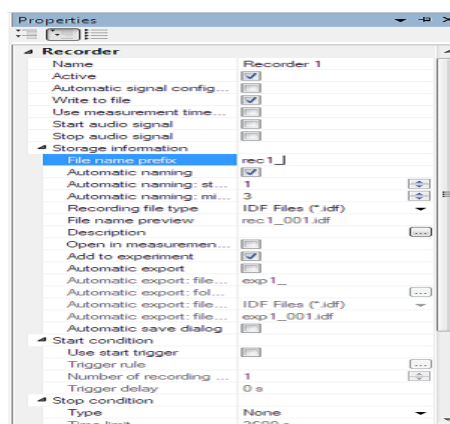 Properties
Recorder
Name Recorder 1
Active
Automatic signal config...
Write to file
Use measurement time...
Start audio signal
Stop audio signal
Storage information
File name prefix rec1_
Automatic naming
Automatic naming: st... 1
Automatic naming: mi... 3
Recording file type IDF Files (*.idf)
File name preview rec1_001.idf
Description ...
Open in measuremen...
Add to experiment
Automatic export
Automatic export: file... exp1_
Automatic export: fol... ...
Automatic export: file... IDF Files (*.idf)
Automatic export: file... exp1_001.idf
Automatic save dialog
Start condition
Use start trigger
Trigger rule ...
Number of recording ... 1
Trigger delay 0 s
Stop condition
Type None
Time limit 3600 s